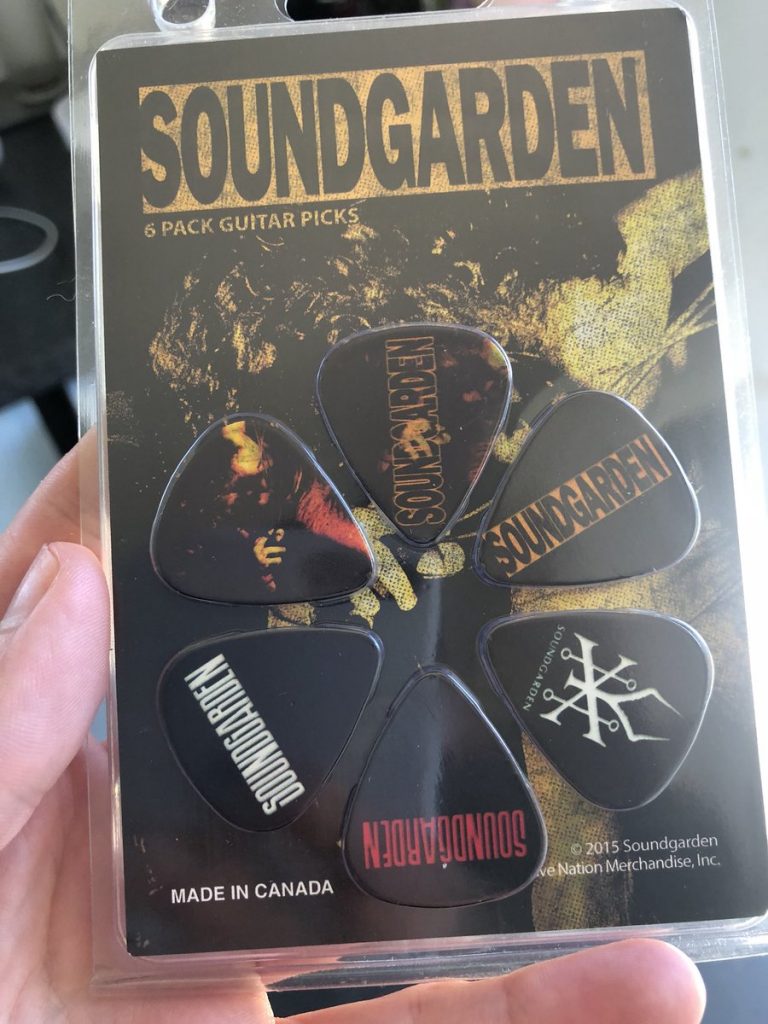 SOUNDGARDEN
6 PACK GUITAR PICKS
SOUNDGARDEN
SOUNDGARDEN
SOUNDGARDEN
SOUNDGARDEN
SOUNDGARDEN
© 2015 Soundgarden
Nation Merchandise, Inc.
MADE IN CANADA